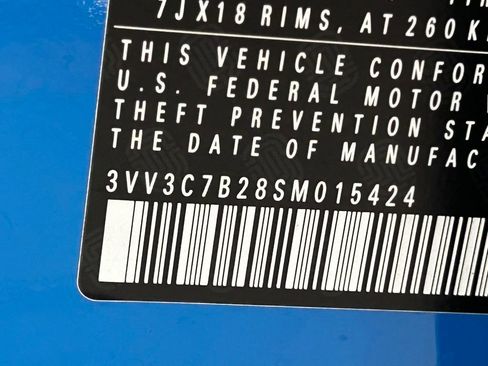 7JX18 RIMS, AT 260 K
THIS VEHICLE CONFOR
U.S. FEDERAL MOTOR
THEFT PREVENTION STA
THE DATE OF MANUFAC
3VV3C7B28SM015424